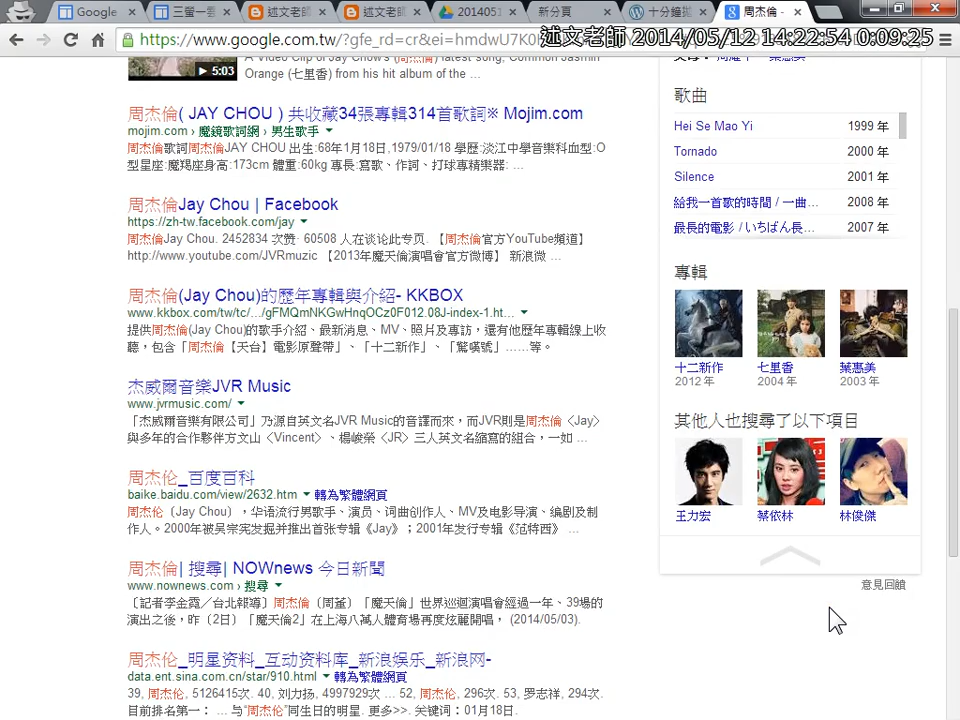 Google
三螢一雲
述文老師
述文老師
201405
新分頁
十分鐘搞
周杰倫 -
https://www.google.com.tw/?gfe_rd=cr&ei=hmdwU7K0
述文老師 2014/05/12 14:22:54 0:09:25
5:03
A Video Clip of Jay Chow's (周杰倫) latest song, Common Jasmin
Orange (七里香) from his hit album of the ...
周杰倫( JAY CHOU ) 共收藏34張專輯314首歌詞※ Mojim.com
mojim.com › 魔鏡歌詞網 › 男生歌手
周杰倫歌詞周杰倫JAY CHOU 出生:68年1月18日,1979/01/18 學歷:淡江中學音樂科血型:O
型星座:魔羯座身高:173cm 體重:60kg 專長:寫歌、作詞、打球專精樂器: ...
周杰倫Jay Chou | Facebook
https://zh-tw.facebook.com/jay
周杰倫Jay Chou. 2452834 次赞· 60508 人在谈论此专页. 【周杰倫官方YouTube頻道】
http://www.youtube.com/JVRmuzic 【2013年魔天倫演唱會官方微博】 新浪微 ...
周杰倫(Jay Chou)的歷年專輯與介紹- KKBOX
www.kkbox.com/tw/tc/.../gFMQmNKGwHnqOCz0F012.08J-index-1.ht...
提供周杰倫(Jay Chou)的歌手介紹、最新消息、MV、照片及專訪，還有他歷年專輯線上收
聽，包含「周杰倫【天台】電影原聲帶」、「十二新作」、「驚嘆號」……等。
杰威爾音樂JVR Music
www.jvrmusic.com/
「杰威爾音樂有限公司」乃源自英文名JVR Music的音譯而來，而JVR則是周杰倫〈Jay〉
與多年的合作夥伴方文山〈Vincent〉、楊峻榮〈JR〉三人英文名縮寫的組合，一如 ...
周杰伦_百度百科
baike.baidu.com/view/2632.htm
轉為繁體網頁
周杰伦（Jay Chou），华语流行男歌手、演员、词曲创作人、MV及电影导演、编剧及制
作人。2000年被吴宗宪发掘并推出首张专辑《Jay》；2001年发行专辑《范特西》 ...
周杰倫| 搜尋| NOWnews 今日新聞
www.nownews.com › 搜尋
〔記者李金霓／台北報導〕周杰倫（周董）「魔天倫」世界巡迴演唱會經過一年、39場的
演出之後，昨（2日）「魔天倫2」在上海八萬人體育場再度炫麗開唱， (2014/05/03).
周杰伦_明星资料_互动资料库_新浪娱乐_新浪网-
data.ent.sina.com.cn/star/910.html
轉為繁體網頁
39, 周杰伦, 5126415次. 40, 刘力扬, 4997929次 ... 52, 周杰伦, 296次. 53, 罗志祥, 294次.
目前排名第一： ... 与"周杰伦"同生日的明星. 更多>>. 关键词：01月18日.
歌曲
Hei Se Mao Yi 1999 年
Tornado 2000 年
Silence 2001 年
給我一首歌的時間 / 一曲... 2008 年
最長的電影 / いちばん長... 2007 年
專輯
十二新作 七里香 葉惠美
2012 年 2004 年 2003 年
其他人也搜尋了以下項目
王力宏 蔡依林 林俊傑
意見回饋